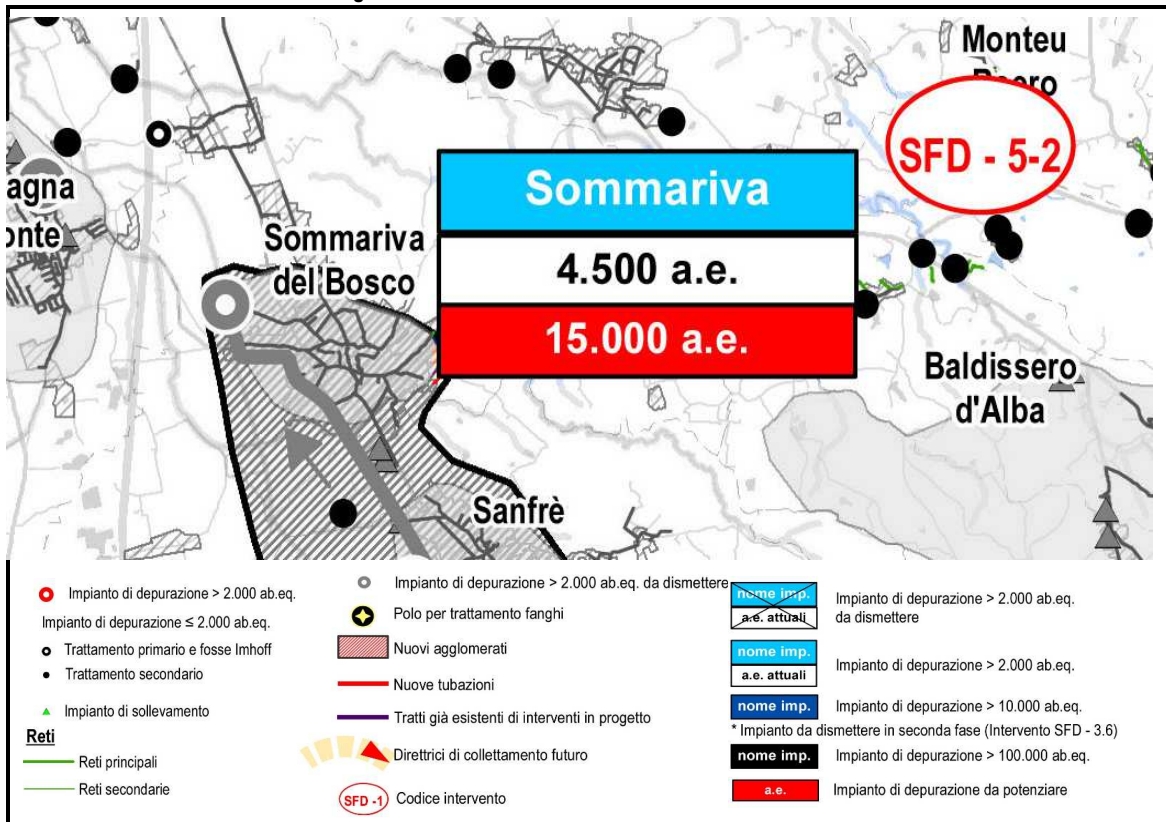 Monteu
SFD - 5-2
Sommariva
4.500 a.e.
15.000 a.e.
agna
onte
Sommariva
del Bosco
Baldissero
d'Alba
Sanfrè
Impianto di depurazione > 2.000 ab.eq.
Impianto di depurazione ≤ 2.000 ab.eq.
Trattamento primario e fosse Imhoff
Trattamento secondario
Impianto di sollevamento
Reti
Reti principali
Reti secondarie
Impianto di depurazione > 2.000 ab.eq. da dismettere
Polo per trattamento fanghi
Nuovi agglomerati
Nuove tubazioni
Tratti già esistenti di interventi in progetto
Direttrici di collettamento futuro
SFD -1 Codice intervento
nome imp.
a.e. attuali
Impianto di depurazione > 2.000 ab.eq.
da dismettere
nome imp.
a.e. attuali
Impianto di depurazione > 2.000 ab.eq.
nome imp. Impianto di depurazione > 10.000 ab.eq.
* Impianto da dismettere in seconda fase (Intervento SFD - 3.6)
nome imp. Impianto di depurazione > 100.000 ab.eq.
a.e. Impianto di depurazione da potenziare